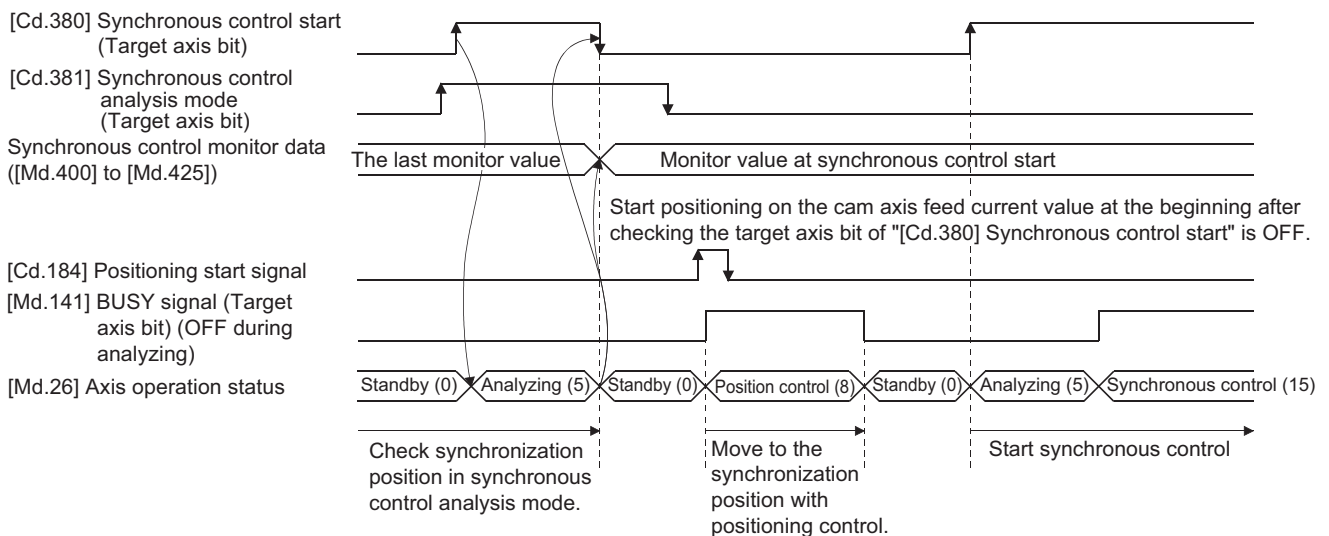 [Cd.380] Synchronous control start
(Target axis bit)
[Cd.381] Synchronous control
analysis mode
(Target axis bit)
Synchronous control monitor data
([Md.400] to [Md.425])
The last monitor value
Monitor value at synchronous control start
Start positioning on the cam axis feed current value at the beginning after
checking the target axis bit of "[Cd.380] Synchronous control start" is OFF.
[Cd.184] Positioning start signal
[Md.141] BUSY signal (Target
axis bit) (OFF during
analyzing)
[Md.26] Axis operation status
Standby (0)
Analyzing (5)
Standby (0)
Position control (8)
Standby (0)
Analyzing (5)
Synchronous control (15)
Check synchronization
position in synchronous
control analysis mode.
Move to the
synchronization
position with
positioning control.
Start synchronous control